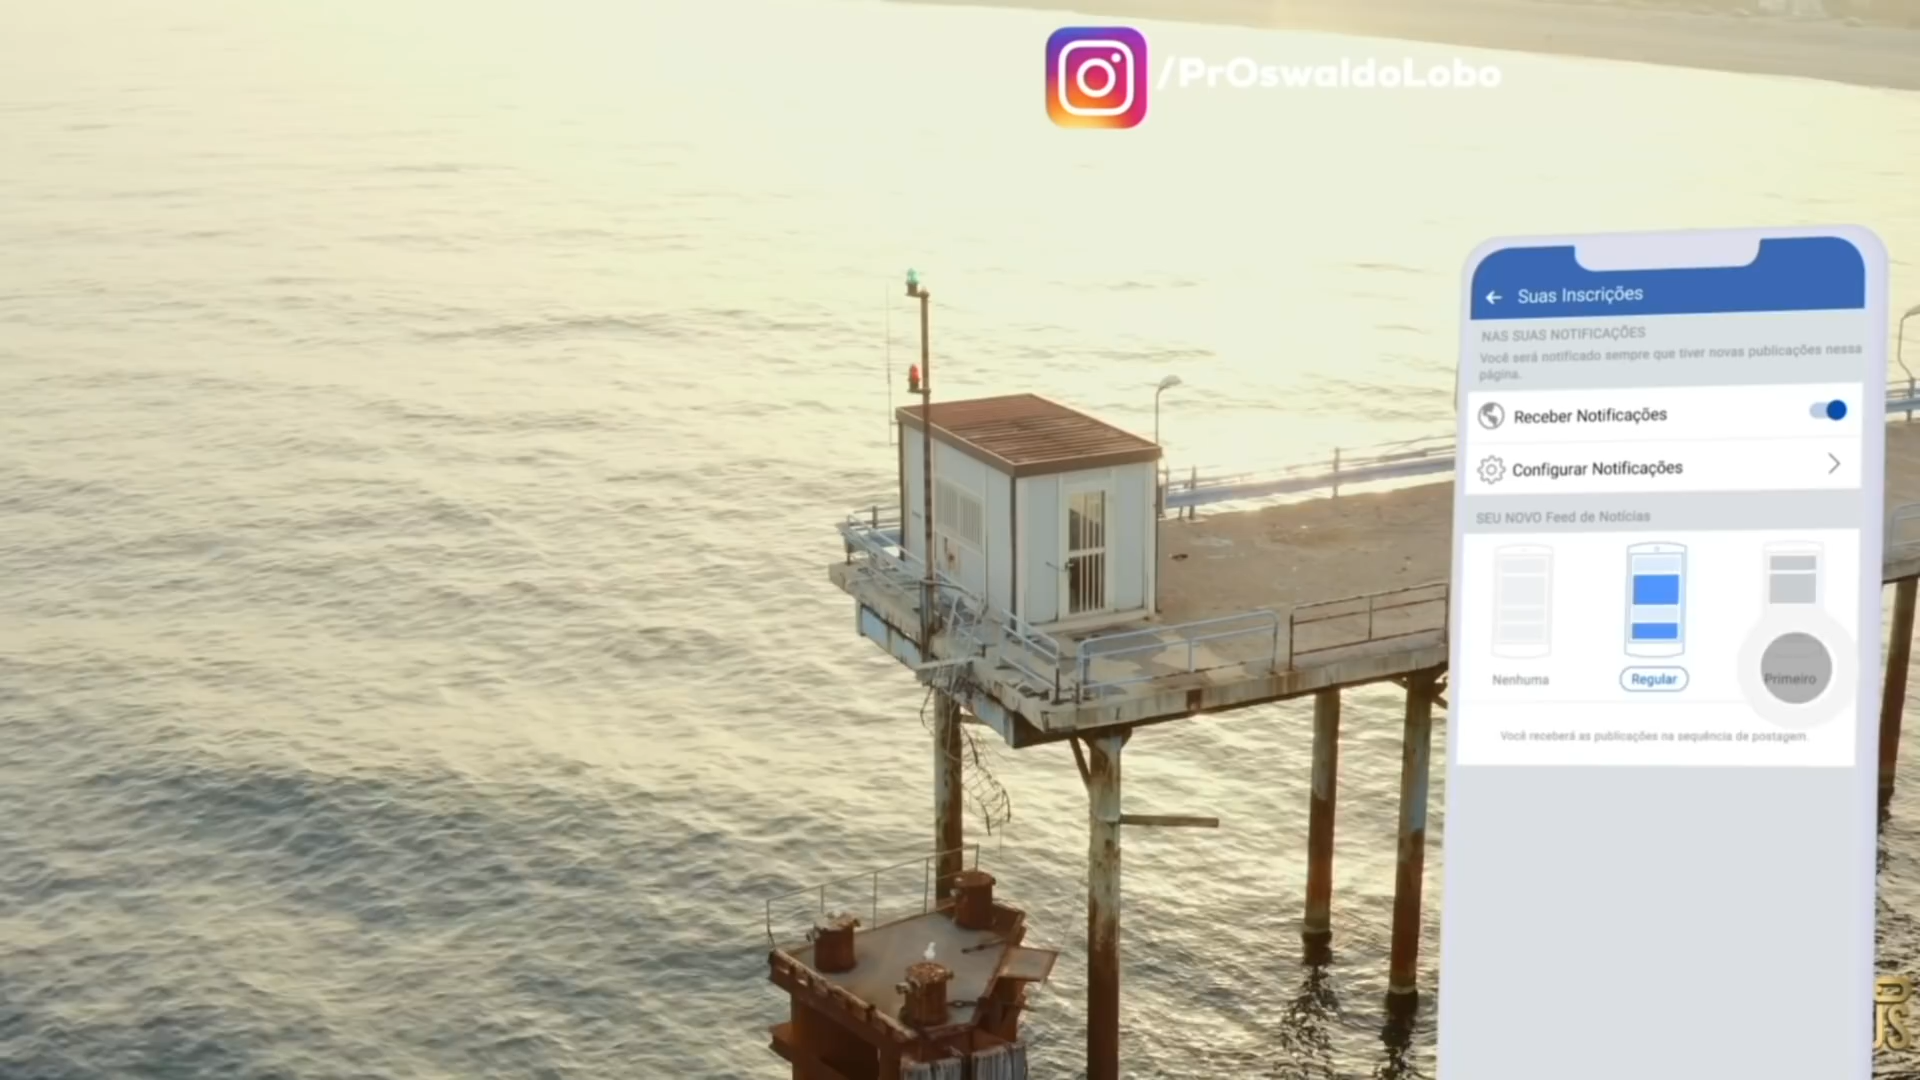 /PrOswaldoLobo
Suas Inscrições
NAS SUAS NOTIFICAÇÕES
Você será notificado sempre que tiver novas publicações nessa
página.
Receber Notificações
Configurar Notificações
SEU NOVO Feed de Notícias
Nenhuma
Regular
Primeiro
Você receberá as publicações na sequência de postagem.